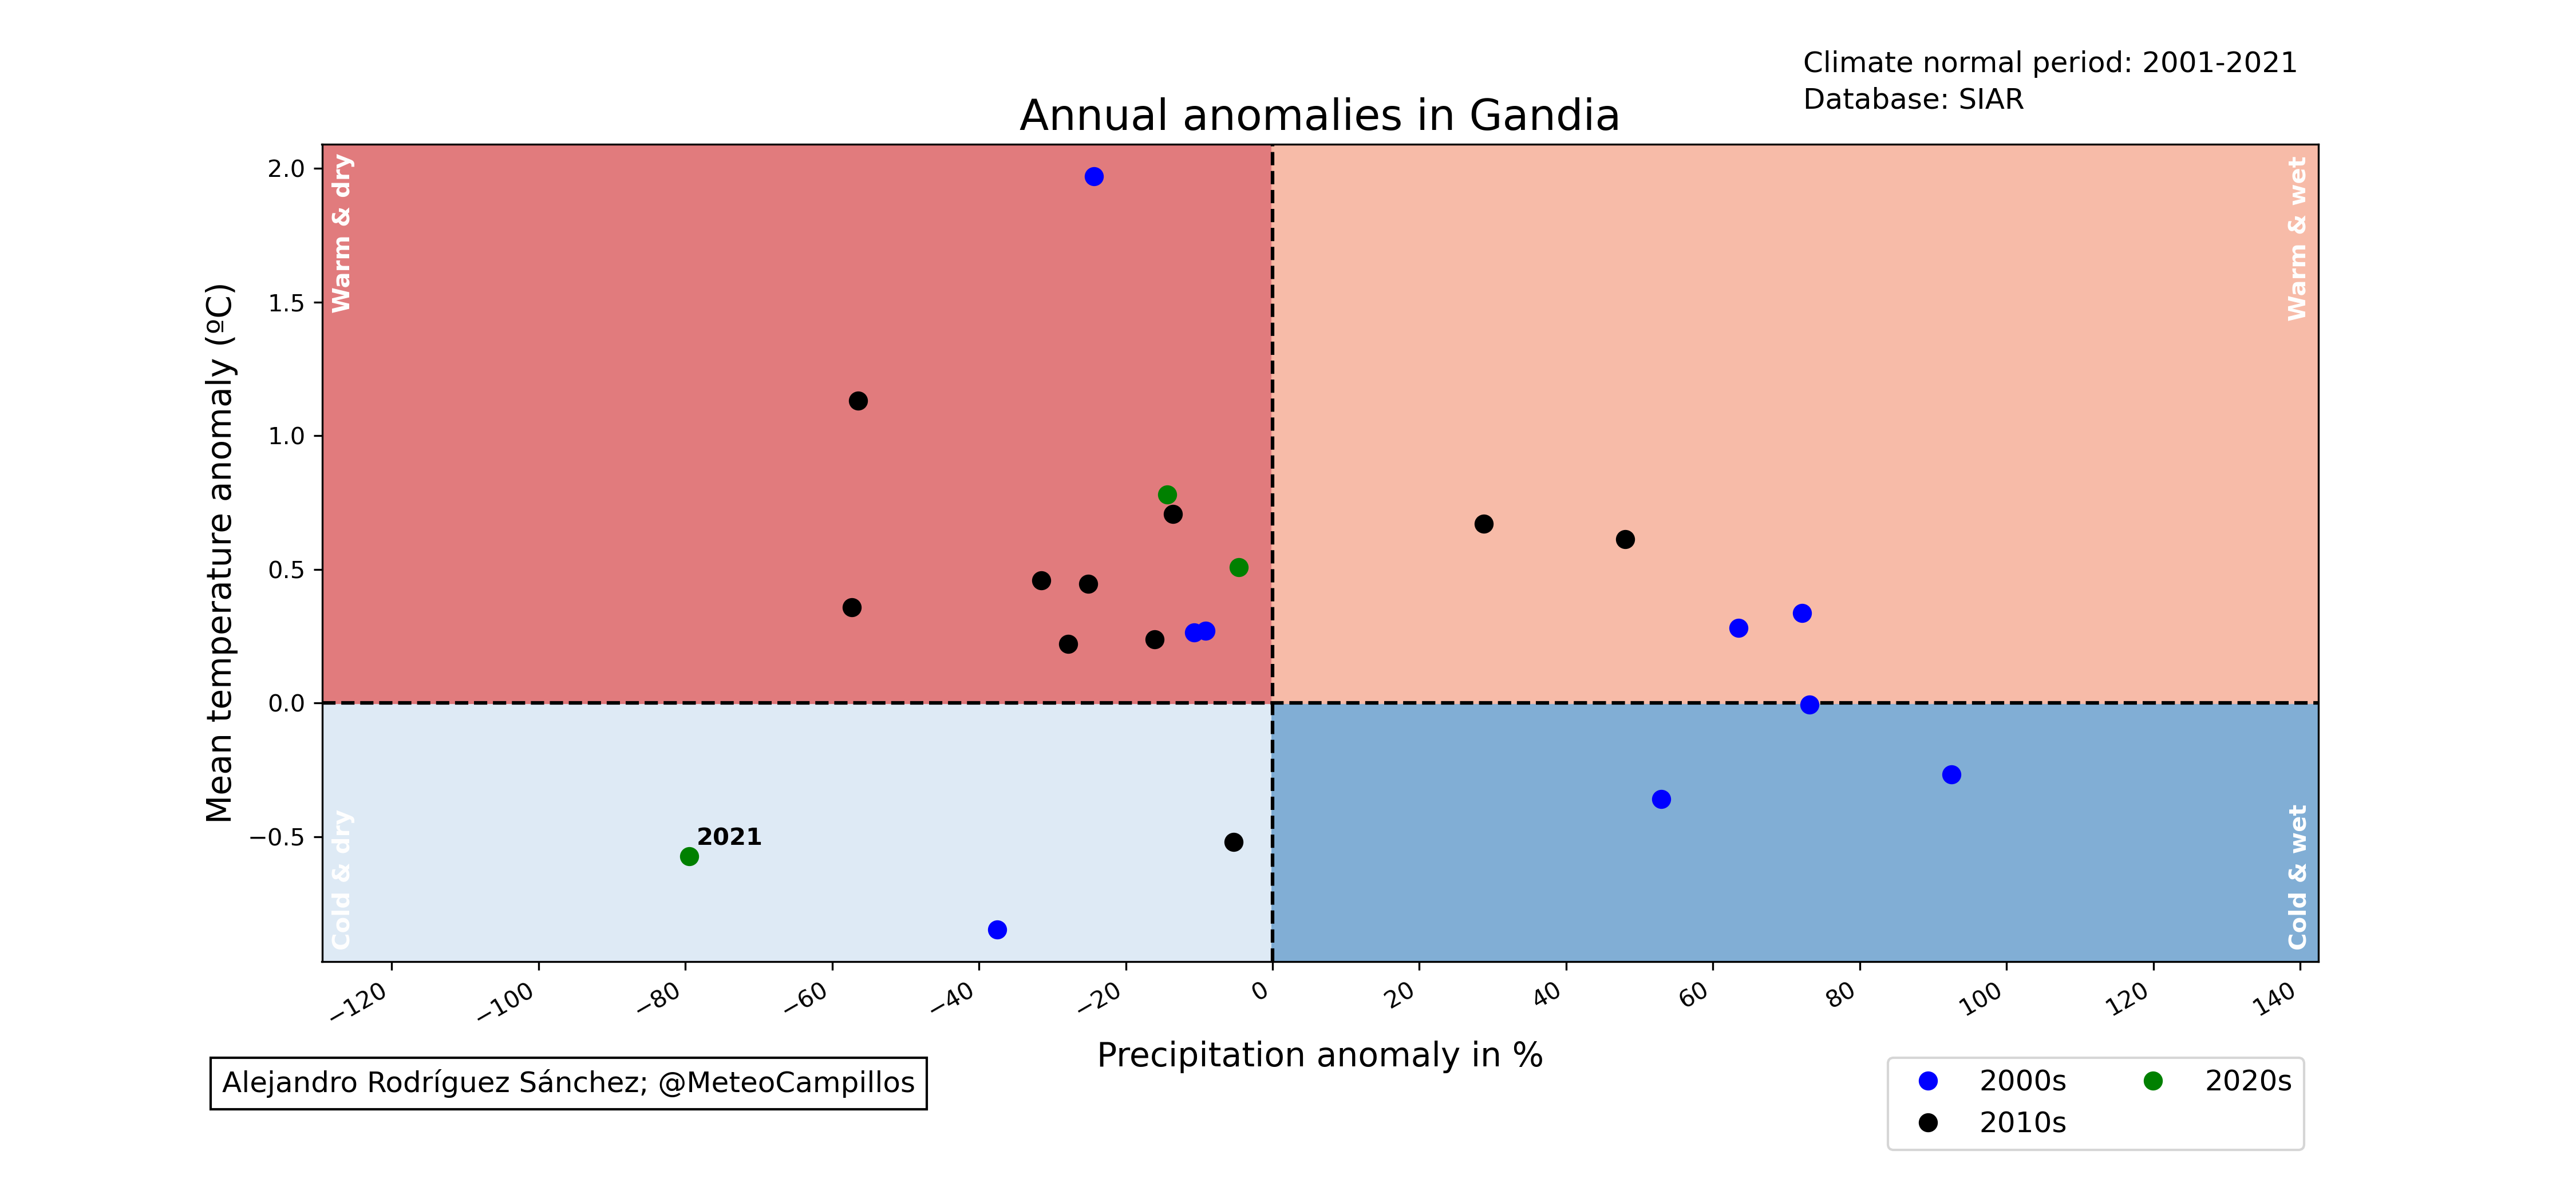 Climate normal period: 2001-2021
Database: SIAR
Annual anomalies in Gandia
Warm & dry
Warm & wet
Mean temperature anomaly (ºC)
2.0
1.5
1.0
0.5
0.0
−0.5
2021
Cold & dry
Cold & wet
−120
−100
−80
−60
−40
−20
0
20
40
60
80
100
120
140
Precipitation anomaly in %
Alejandro Rodríguez Sánchez; @MeteoCampillos
2000s
2010s
2020s